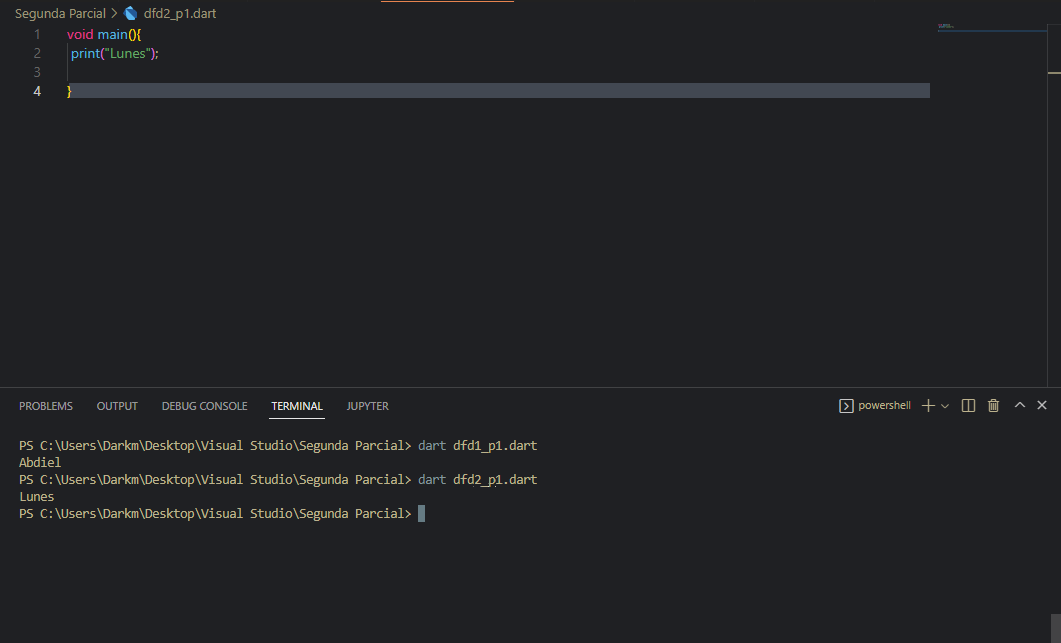 Segunda Parcial > dfd2_p1.dart
1 void main(){
2 print("Lunes");
3
4 }
PROBLEMS OUTPUT DEBUG CONSOLE TERMINAL JUPYTER powershell
PS C:\Users\Darkm\Desktop\Visual Studio\Segunda Parcial> dart dfd1_p1.dart
Abdiel
PS C:\Users\Darkm\Desktop\Visual Studio\Segunda Parcial> dart dfd2_p1.dart
Lunes
PS C:\Users\Darkm\Desktop\Visual Studio\Segunda Parcial>